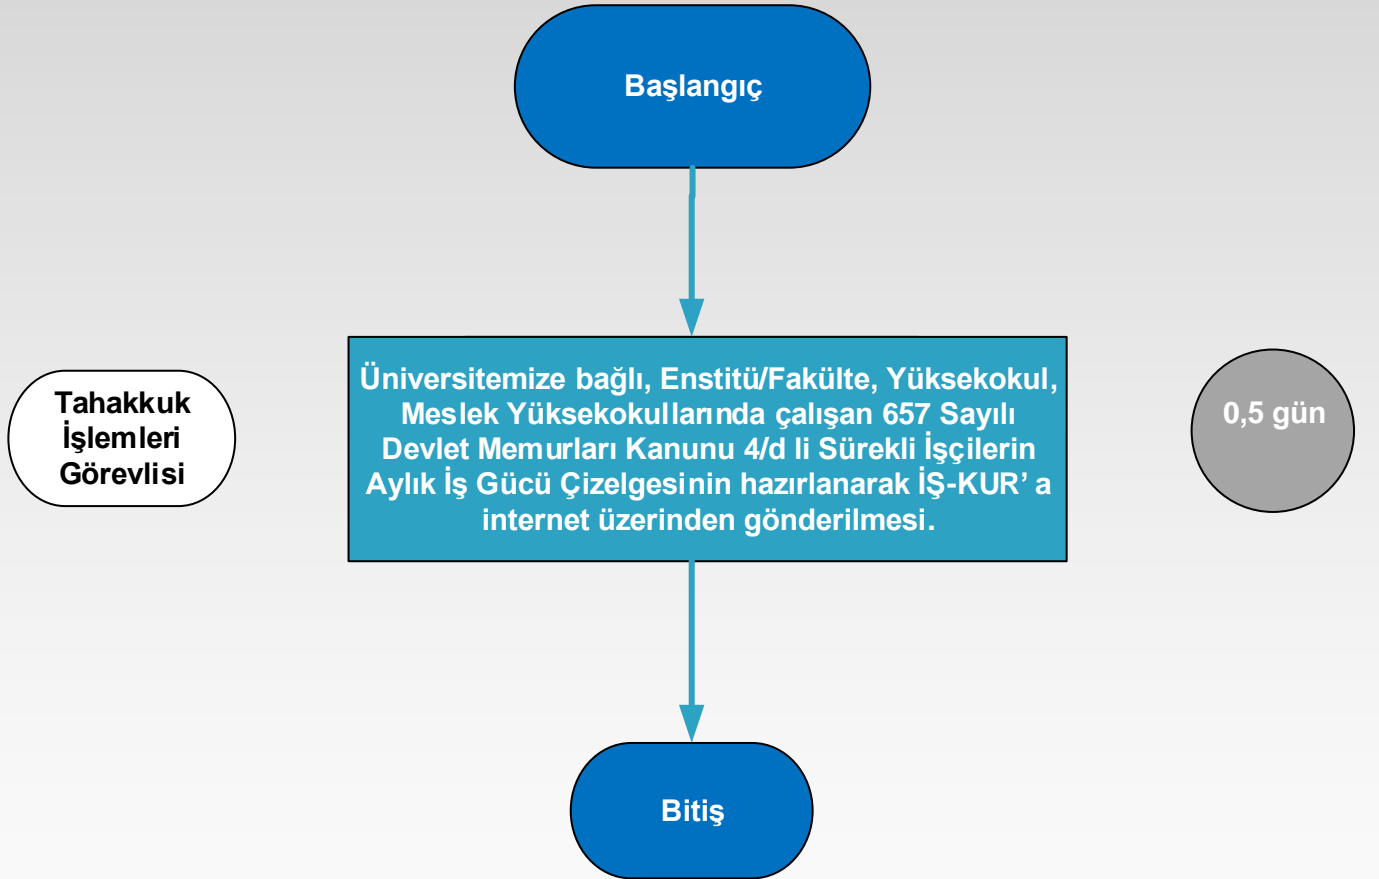 Başlangıç
Tahakkuk
İşlemleri
Görevlisi
Üniversitemize bağlı, Enstitü/Fakülte, Yüksekokul,
Meslek Yüksekokullarında çalışan 657 Sayılı
Devlet Memurları Kanunu 4/d li Sürekli İşçilerin
Aylık İş Gücü Çizelgesinin hazırlanarak İŞ-KUR’ a
internet üzerinden gönderilmesi.
0,5 gün
Bitiş